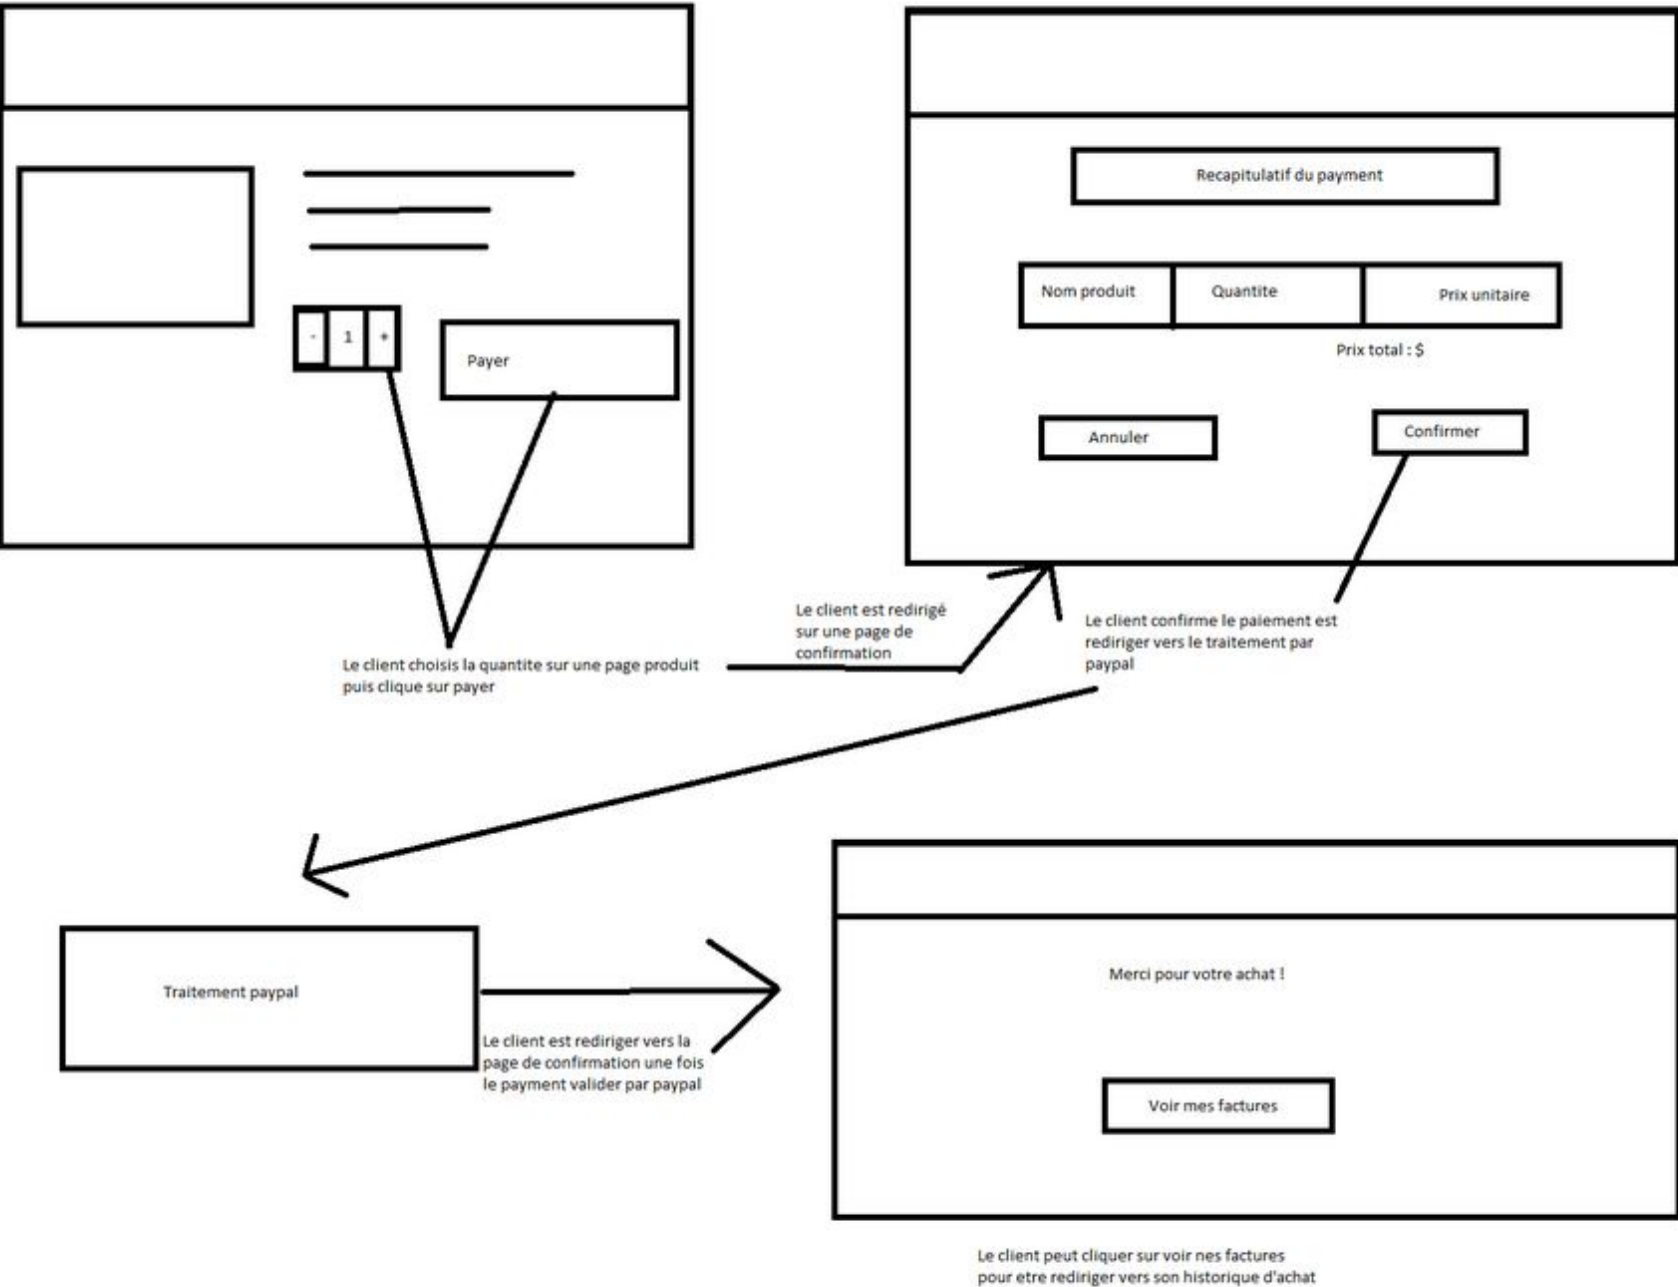 - 1 +
Payer
Recapitulatif du payment
Nom produit Quantite Prix unitaire
Prix total : $
Annuler Confirmer
Le client choisis la quantite sur une page produit
puis clique sur payer
Le client est redirigé
sur une page de
confirmation
Le client confirme le paiement est
rediriger vers le traitement par
paypal
Traitement paypal
Le client est rediriger vers la
page de confirmation une fois
le payment valider par paypal
Merci pour votre achat !
Voir mes factures
Le client peut cliquer sur voir nes factures
pour etre rediriger vers son historique d'achat